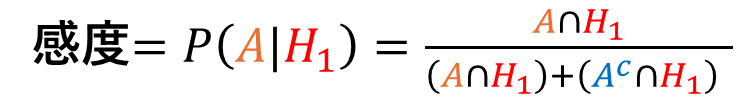 感度= P(A|H₁) = A∩H₁ / (A∩H₁)+(Aᶜ∩H₁)